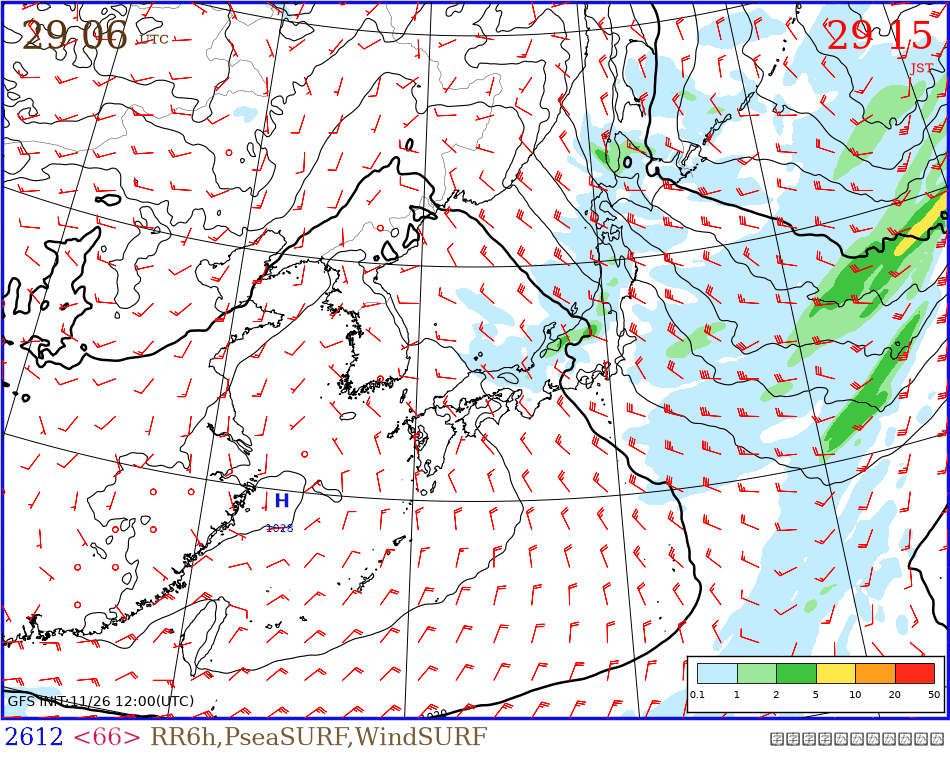 29 06 UTC
29 15 JST
H
1028
1020
0.1 1 2 5 10 20 50
GFS INIT:11/26 12:00(UTC)
2612 <66> RR6h,PseaSURF,WindSURF